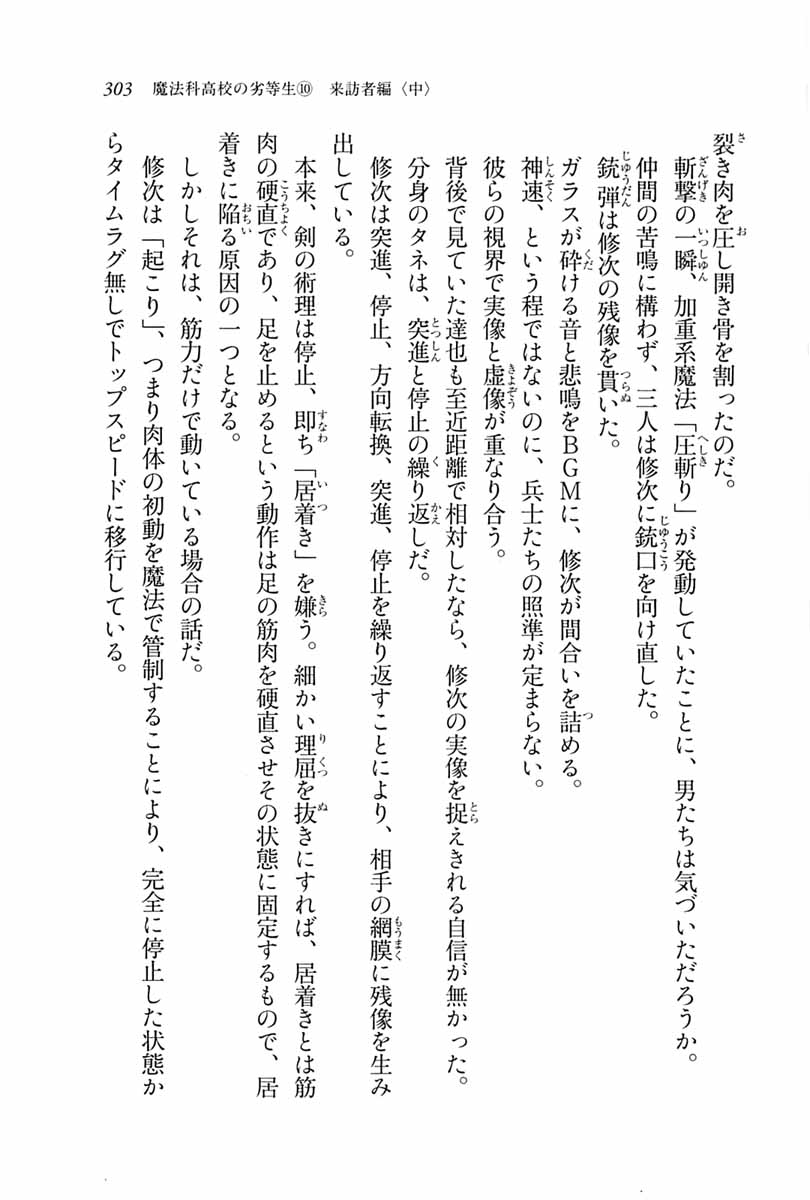 303　魔法科高校の劣等生⑩　来訪者編〈中〉
裂き肉を圧し開き骨を割ったのだ。
斬撃の一瞬、加重系魔法「圧斬り」が発動していたことに、男たちは気づいただろうか。
仲間の苦鳴に構わず、三人は修次に銃口を向け直した。
銃弾は修次の残像を貫いた。
ガラスが砕ける音と悲鳴をＢＧＭに、修次が間合いを詰める。
神速、という程ではないのに、兵士たちの照準が定まらない。
彼らの視界で実像と虚像が重なり合う。
背後で見ていた達也も至近距離で相対したなら、修次の実像を捉えきれる自信が無かった。
分身のタネは、突進と停止の繰り返しだ。
修次は突進、停止、方向転換、突進、停止を繰り返すことにより、相手の網膜に残像を生み
出している。
本来、剣の術理は停止、即ち「居着き」を嫌う。細かい理屈を抜きにすれば、居着きとは筋
肉の硬直であり、足を止めるという動作は足の筋肉を硬直させその状態に固定するもので、居
着きに陥る原因の一つとなる。
しかしそれは、筋力だけで動いている場合の話だ。
修次は「起こり」、つまり肉体の初動を魔法で管制することにより、完全に停止した状態か
らタイムラグ無しでトップスピードに移行している。